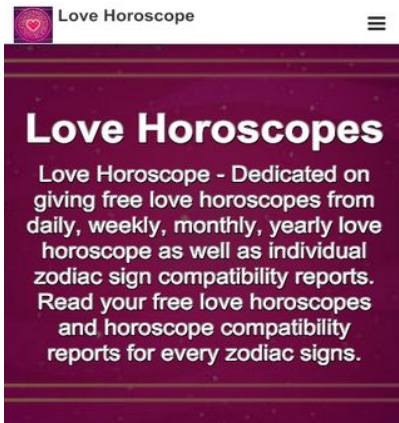 Love Horoscope
Love Horoscopes
Love Horoscope - Dedicated on
giving free love horoscopes from
daily, weekly, monthly, yearly love
horoscope as well as individual
zodiac sign compatibility reports.
Read your free love horoscopes
and horoscope compatibility
reports for every zodiac signs.